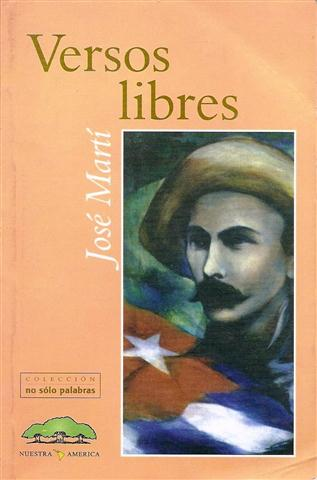 Versos
libres
José Martí
COLECCIÓN
no sólo palabras
NUESTRA AMERICA